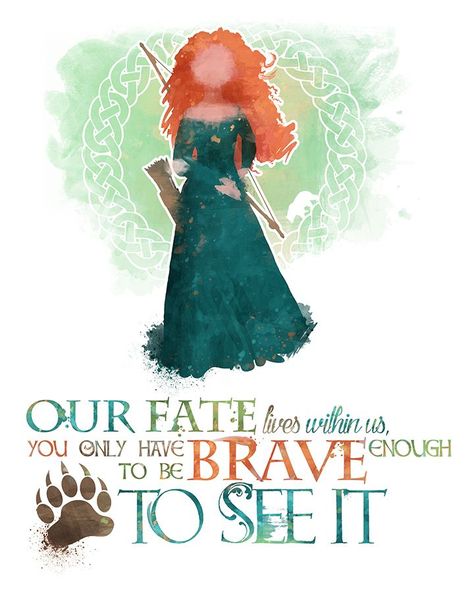 OUR FATE lives within us,
YOU ONLY HAVE BRAVE ENOUGH
TO BE
TO SEE IT